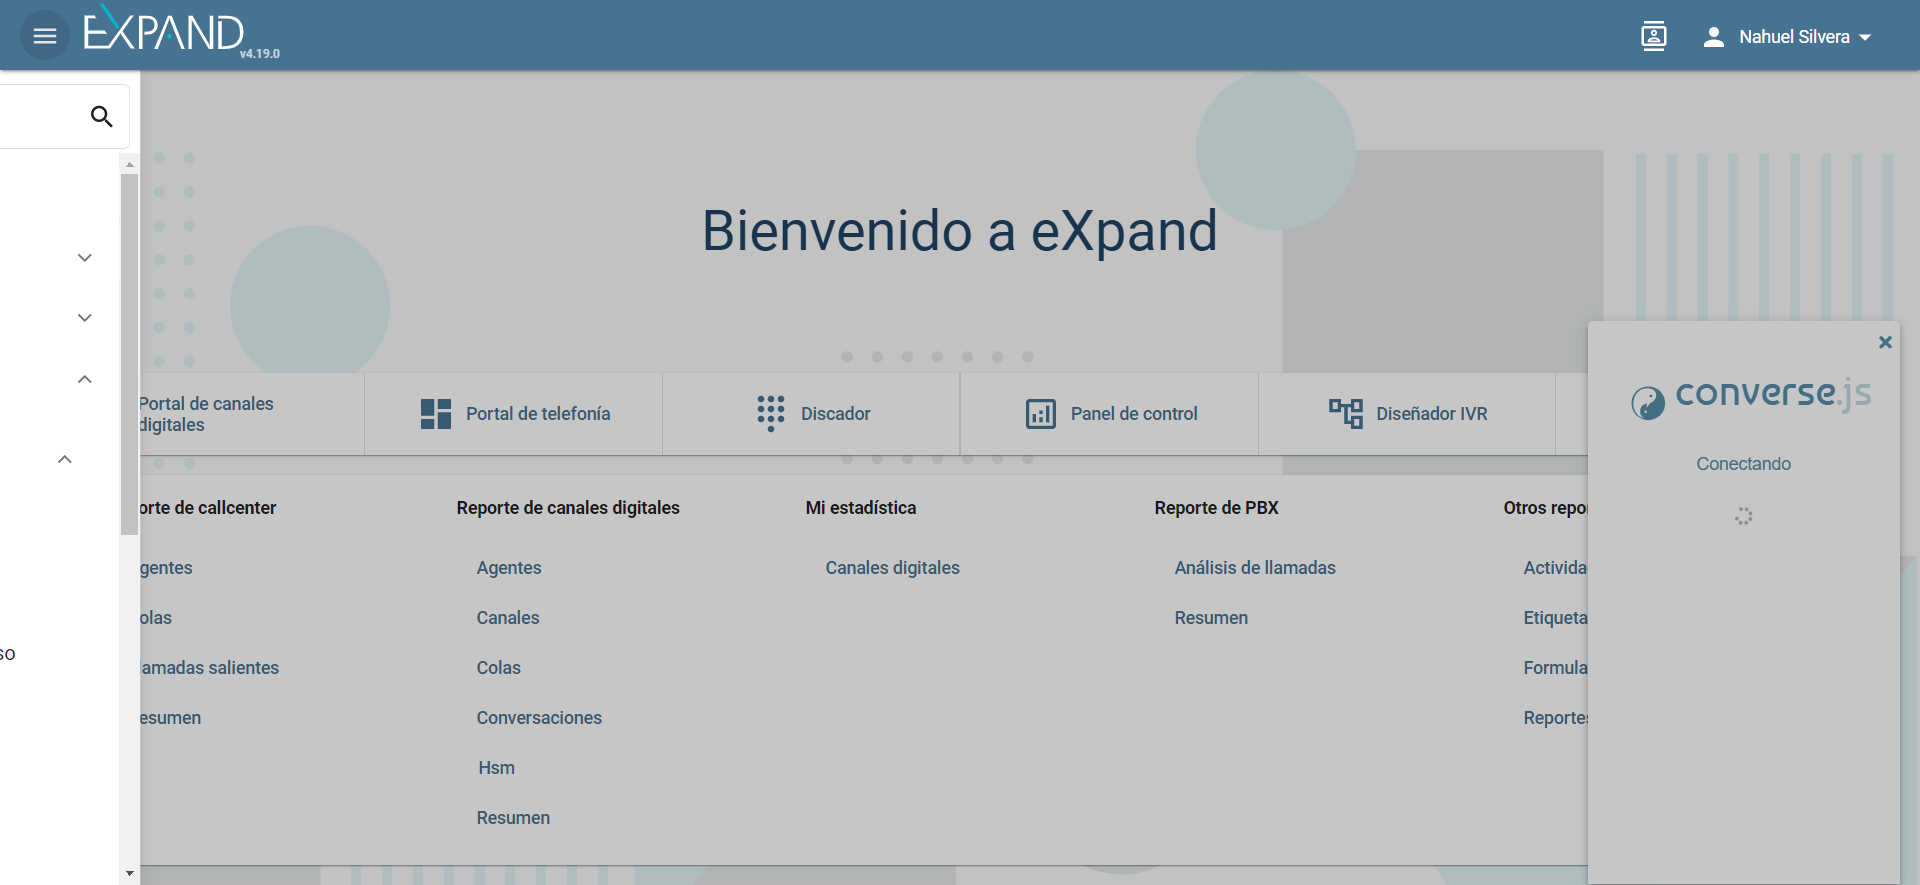 EXPAND
v4.19.0
Nahuel Silvera
Bienvenido a eXpand
Portal de canales
digitales
Portal de telefonía
Discador
Panel de control
Diseñador IVR
converse.js
Conectando
orte de callcenter
gentes
olas
lamadas salientes
esumen
Reporte de canales digitales
Agentes
Canales
Colas
Conversaciones
Hsm
Resumen
Mi estadística
Canales digitales
Reporte de PBX
Análisis de llamadas
Resumen
Otros repo
Activida
Etiqueta
Formula
Reportes
so